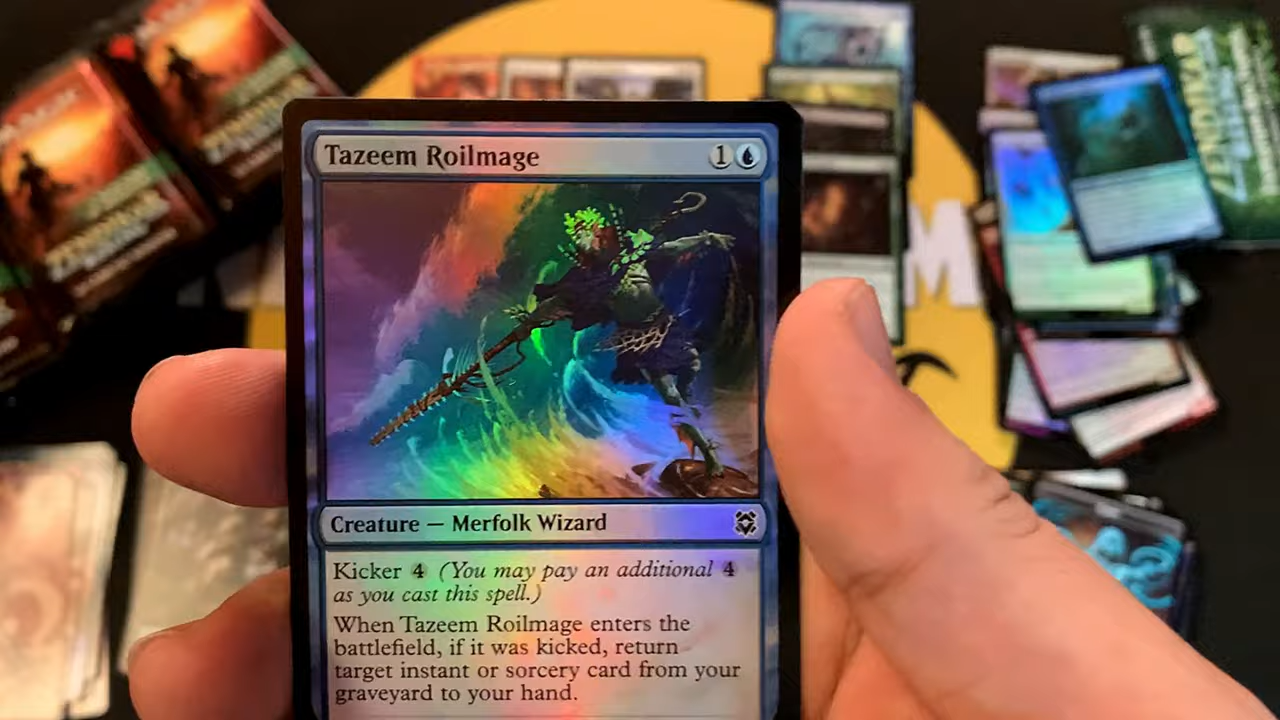 Tazeem Roilmage 1
Creature — Merfolk Wizard
Kicker 4 (You may pay an additional 4
as you cast this spell.)
When Tazeem Roilmage enters the
battlefield, if it was kicked, return
target instant or sorcery card from your
graveyard to your hand.
M